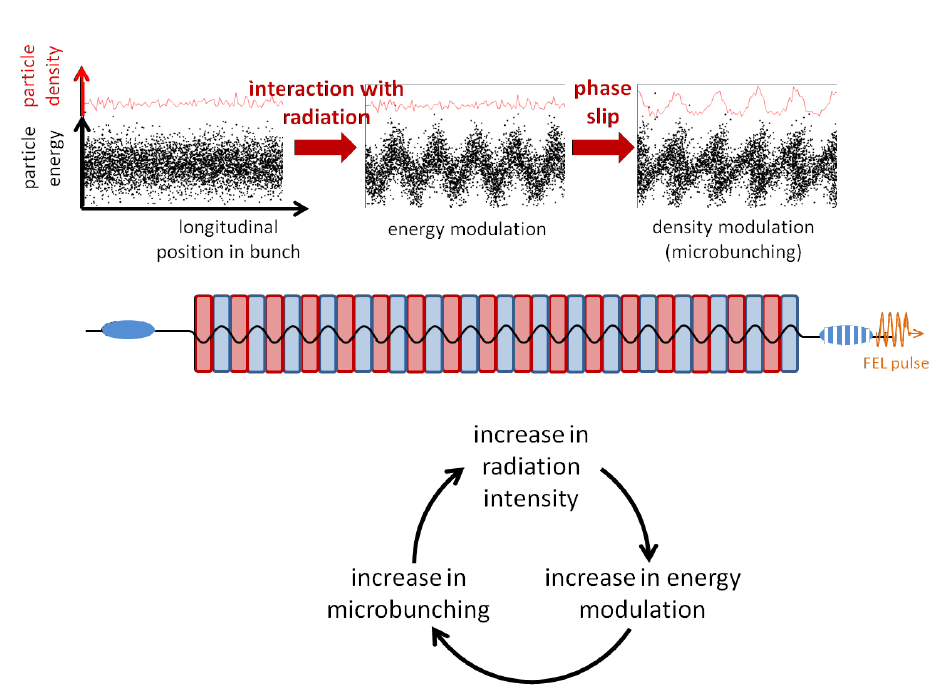 particle
density
particle
energy
interaction with
radiation
phase
slip
longitudinal
position in bunch
energy modulation
density modulation
(microbunching)
FEL pulse
increase in
radiation
intensity
increase in energy
modulation
increase in
microbunching